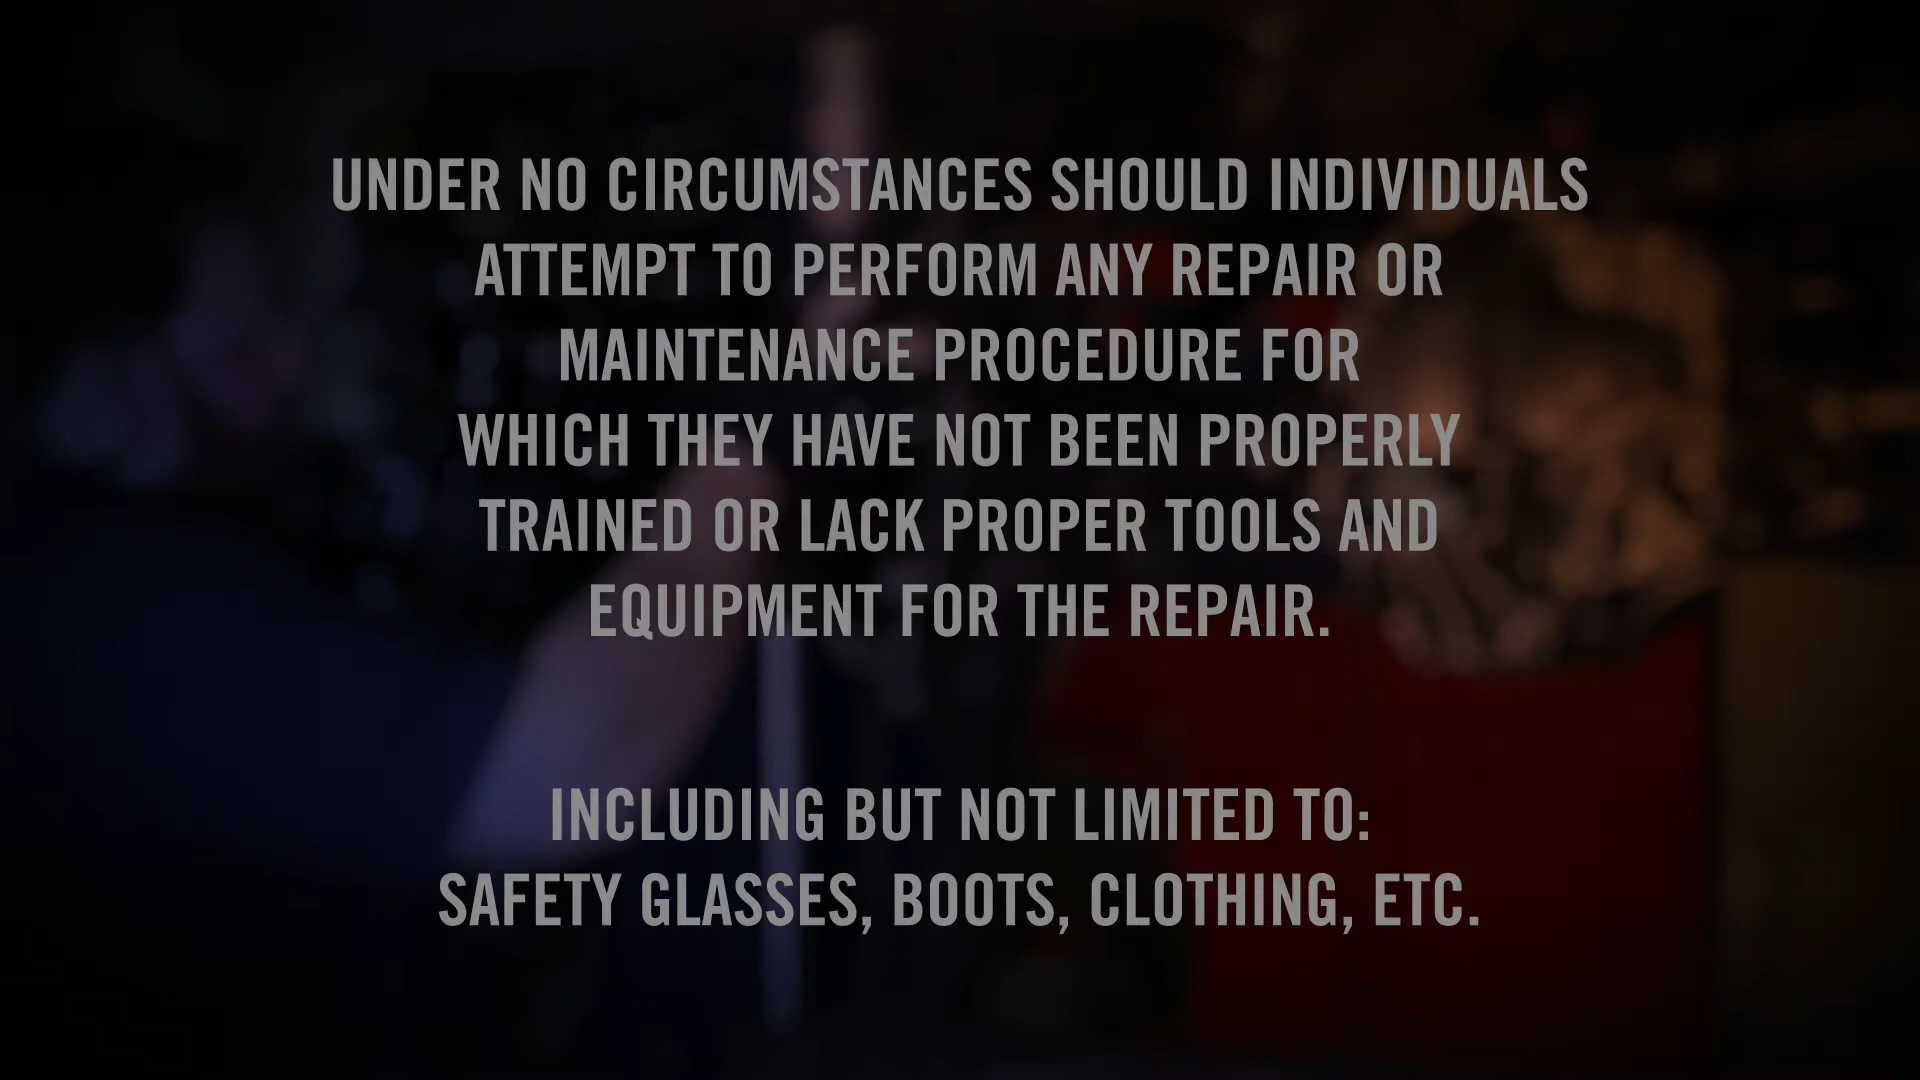 UNDER NO CIRCUMSTANCES SHOULD INDIVIDUALS
ATTEMPT TO PERFORM ANY REPAIR OR
MAINTENANCE PROCEDURE FOR
WHICH THEY HAVE NOT BEEN PROPERLY
TRAINED OR LACK PROPER TOOLS AND
EQUIPMENT FOR THE REPAIR.
INCLUDING BUT NOT LIMITED TO:
SAFETY GLASSES, BOOTS, CLOTHING, ETC.